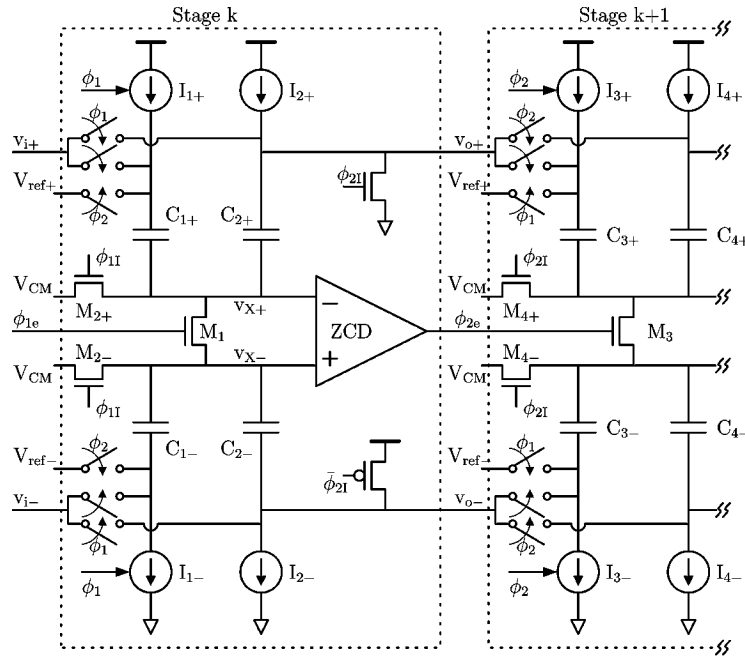 Stage k
Stage k+1
ϕ1
I1+
I2+
ϕ2
I3+
I4+
vi+
ϕ1
vo+
ϕ2
Vref+
ϕ2
ϕ2I
Vref+
ϕ1
C1+
C2+
C3+
C4+
VCM
ϕ1I
M2+
vX+
VCM
ϕ2I
M4+
ϕ1e
M1
−
ZCD
+
ϕ2e
M3
M2−
vX−
M4−
VCM
ϕ1I
VCM
ϕ2I
C1−
C2−
C3−
C4−
Vref−
ϕ2
ϕ̄2I
Vref−
ϕ1
vi−
ϕ1
vo−
ϕ2
ϕ1
I1−
I2−
ϕ2
I3−
I4−